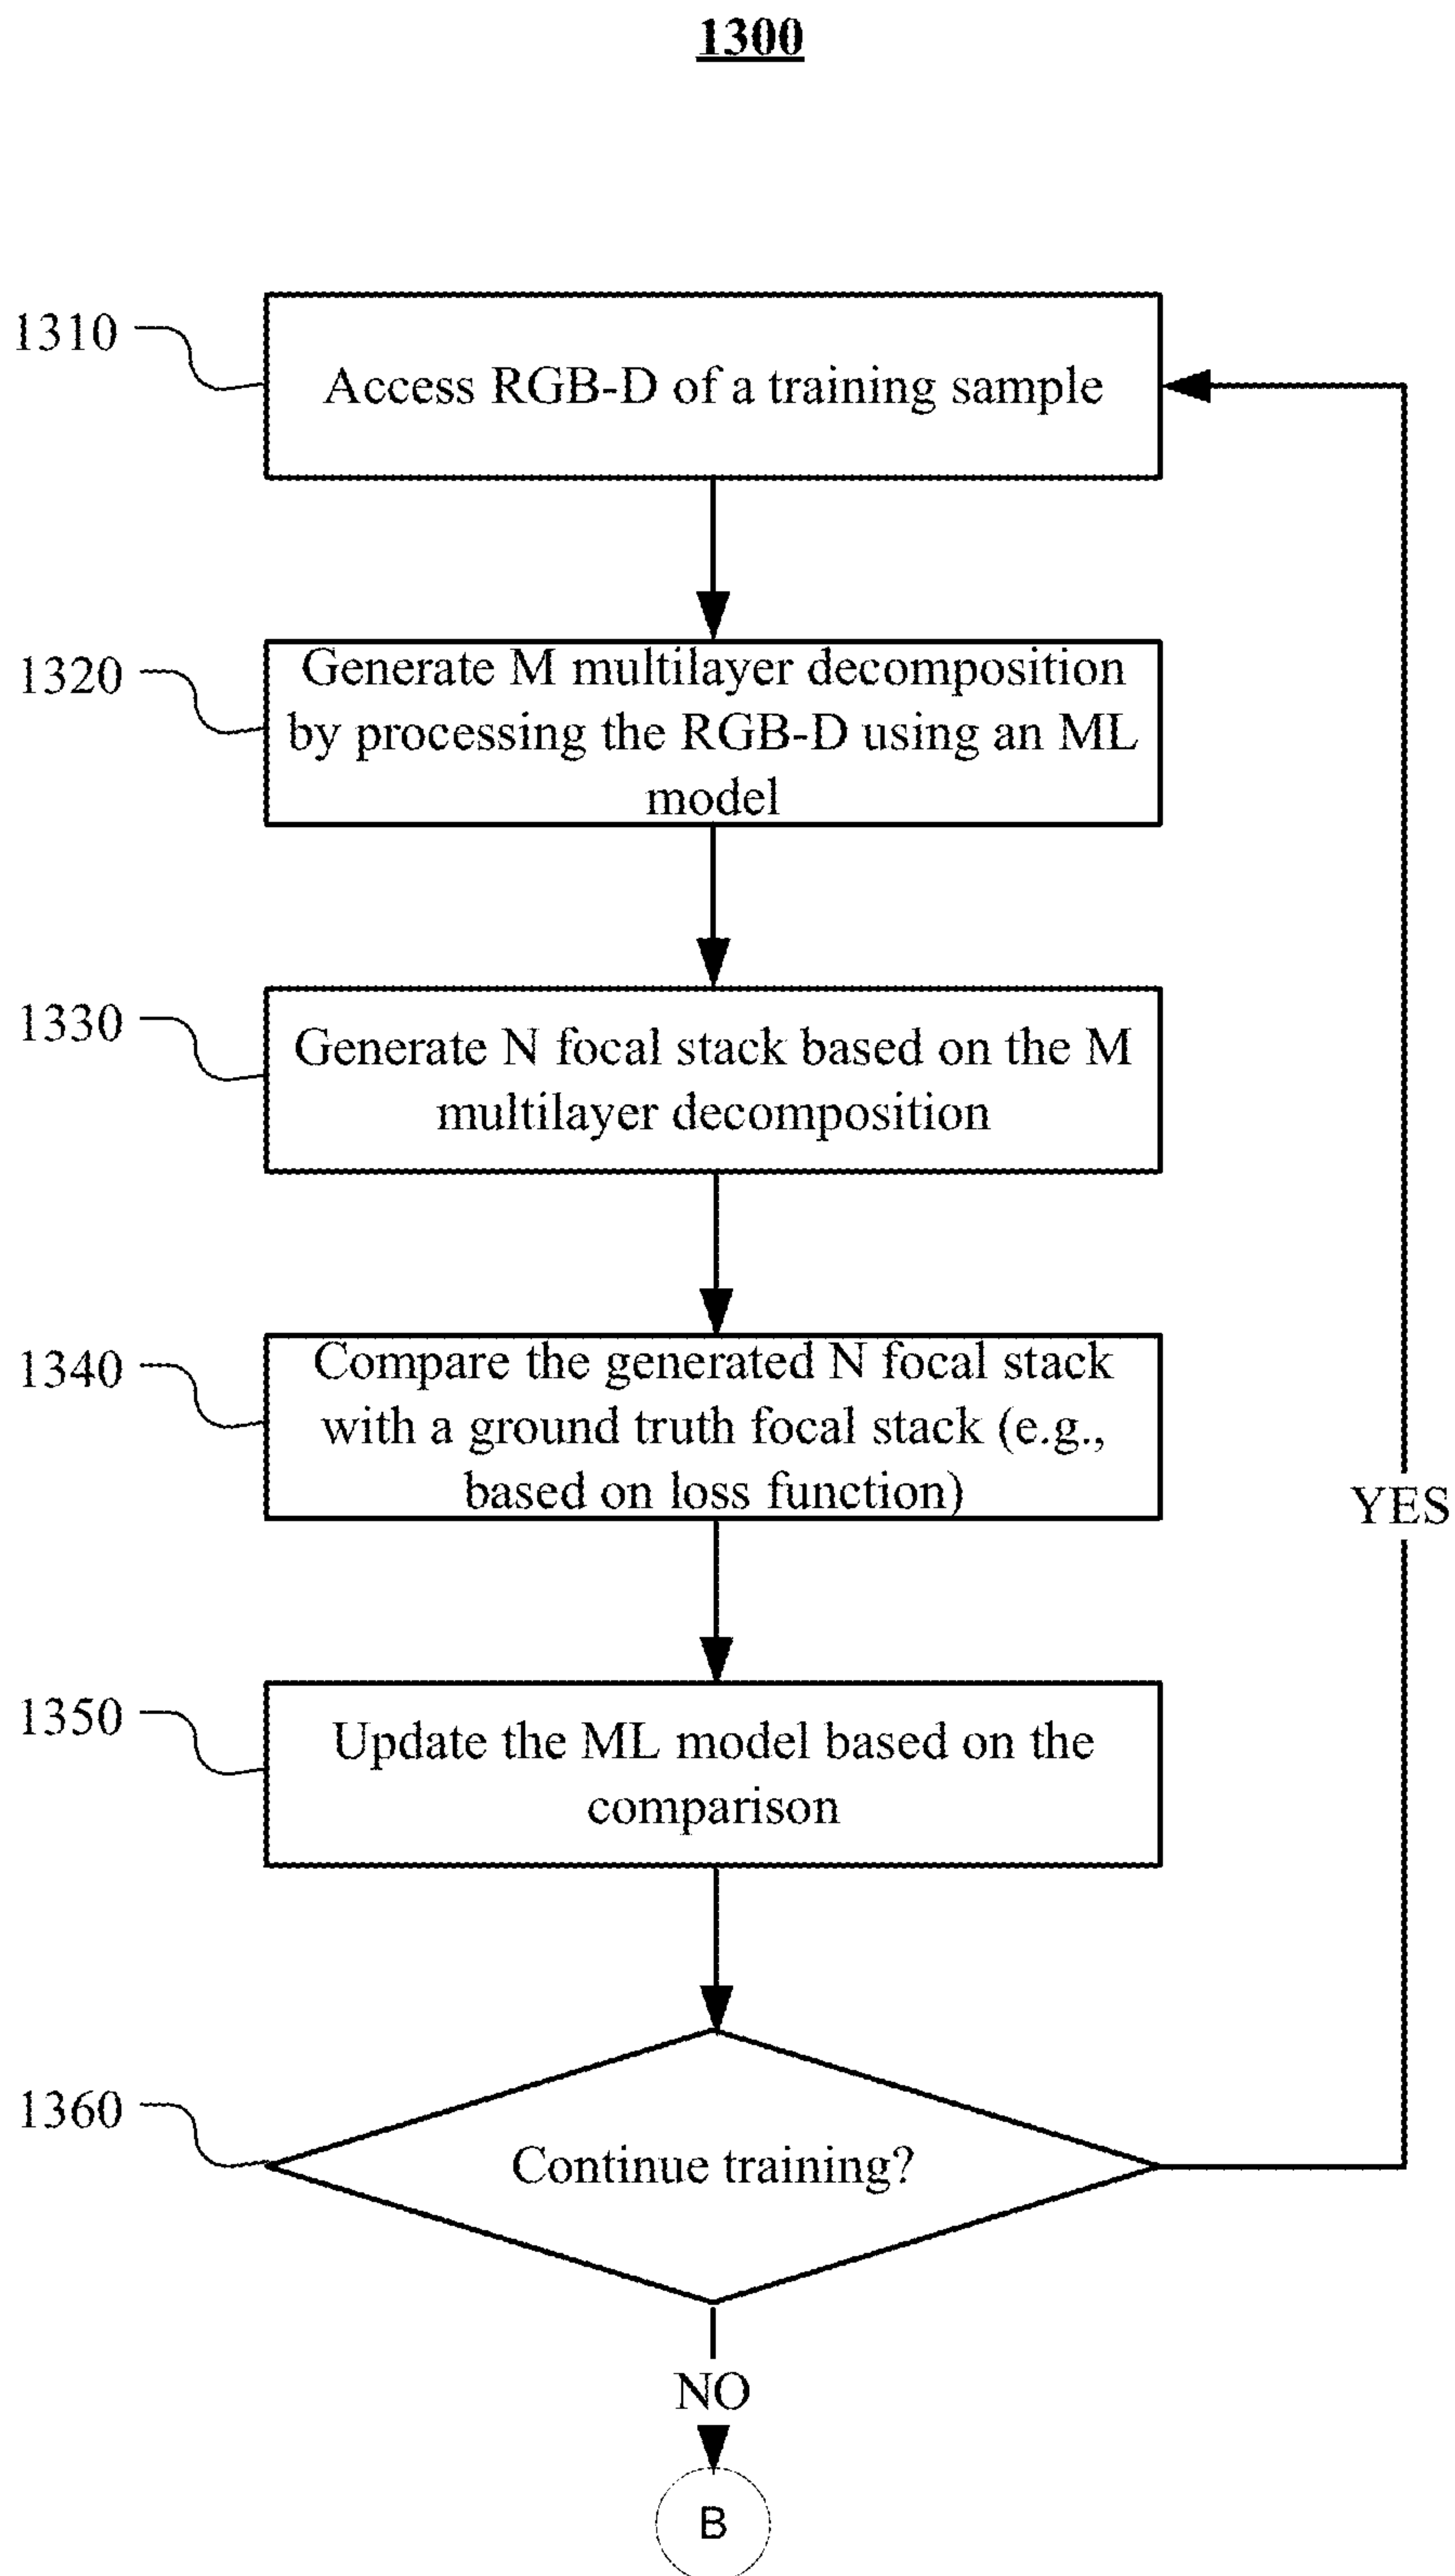 1300
1310
Access RGB-D of a training sample
1320
Generate M multilayer decomposition
by processing the RGB-D using an ML
model
1330
Generate N focal stack based on the M
multilayer decomposition
1340
Compare the generated N focal stack
with a ground truth focal stack (e.g.,
based on loss function)
YES
1350
Update the ML model based on the
comparison
1360
Continue training?
NO
B